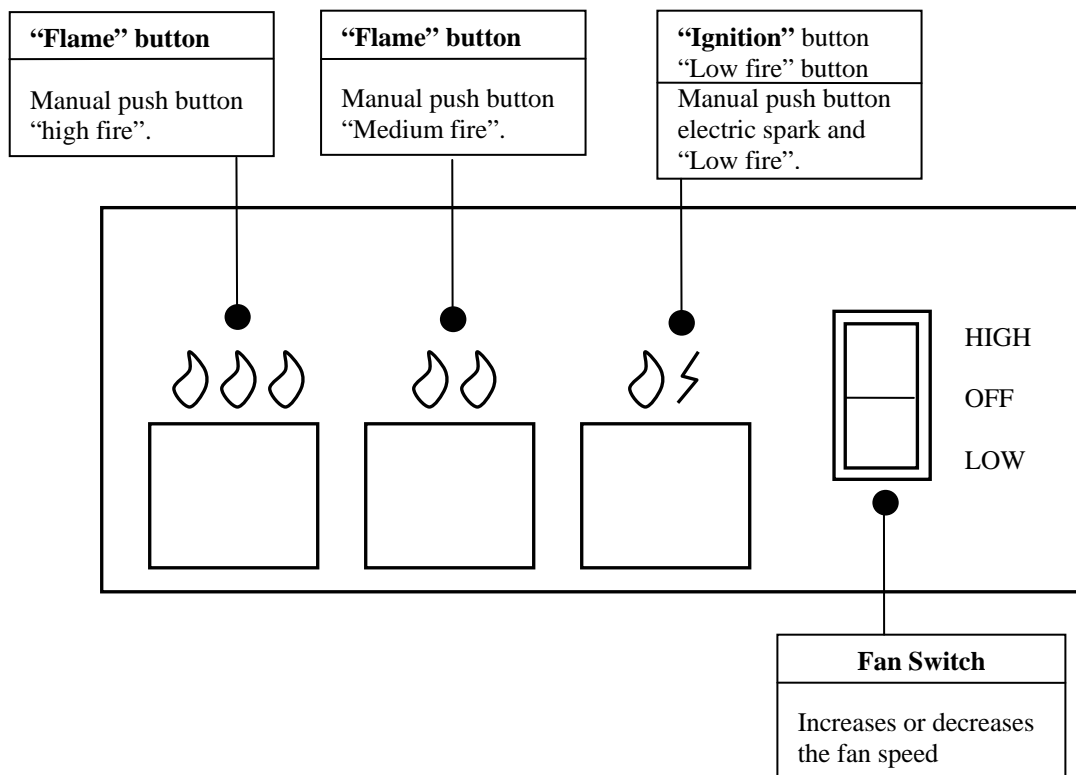 “Flame” button
Manual push button
“high fire”.
“Flame” button
Manual push button
“Medium fire”.
“Ignition” button
“Low fire” button
Manual push button
electric spark and
“Low fire”.
HIGH
OFF
LOW
Fan Switch
Increases or decreases
the fan speed